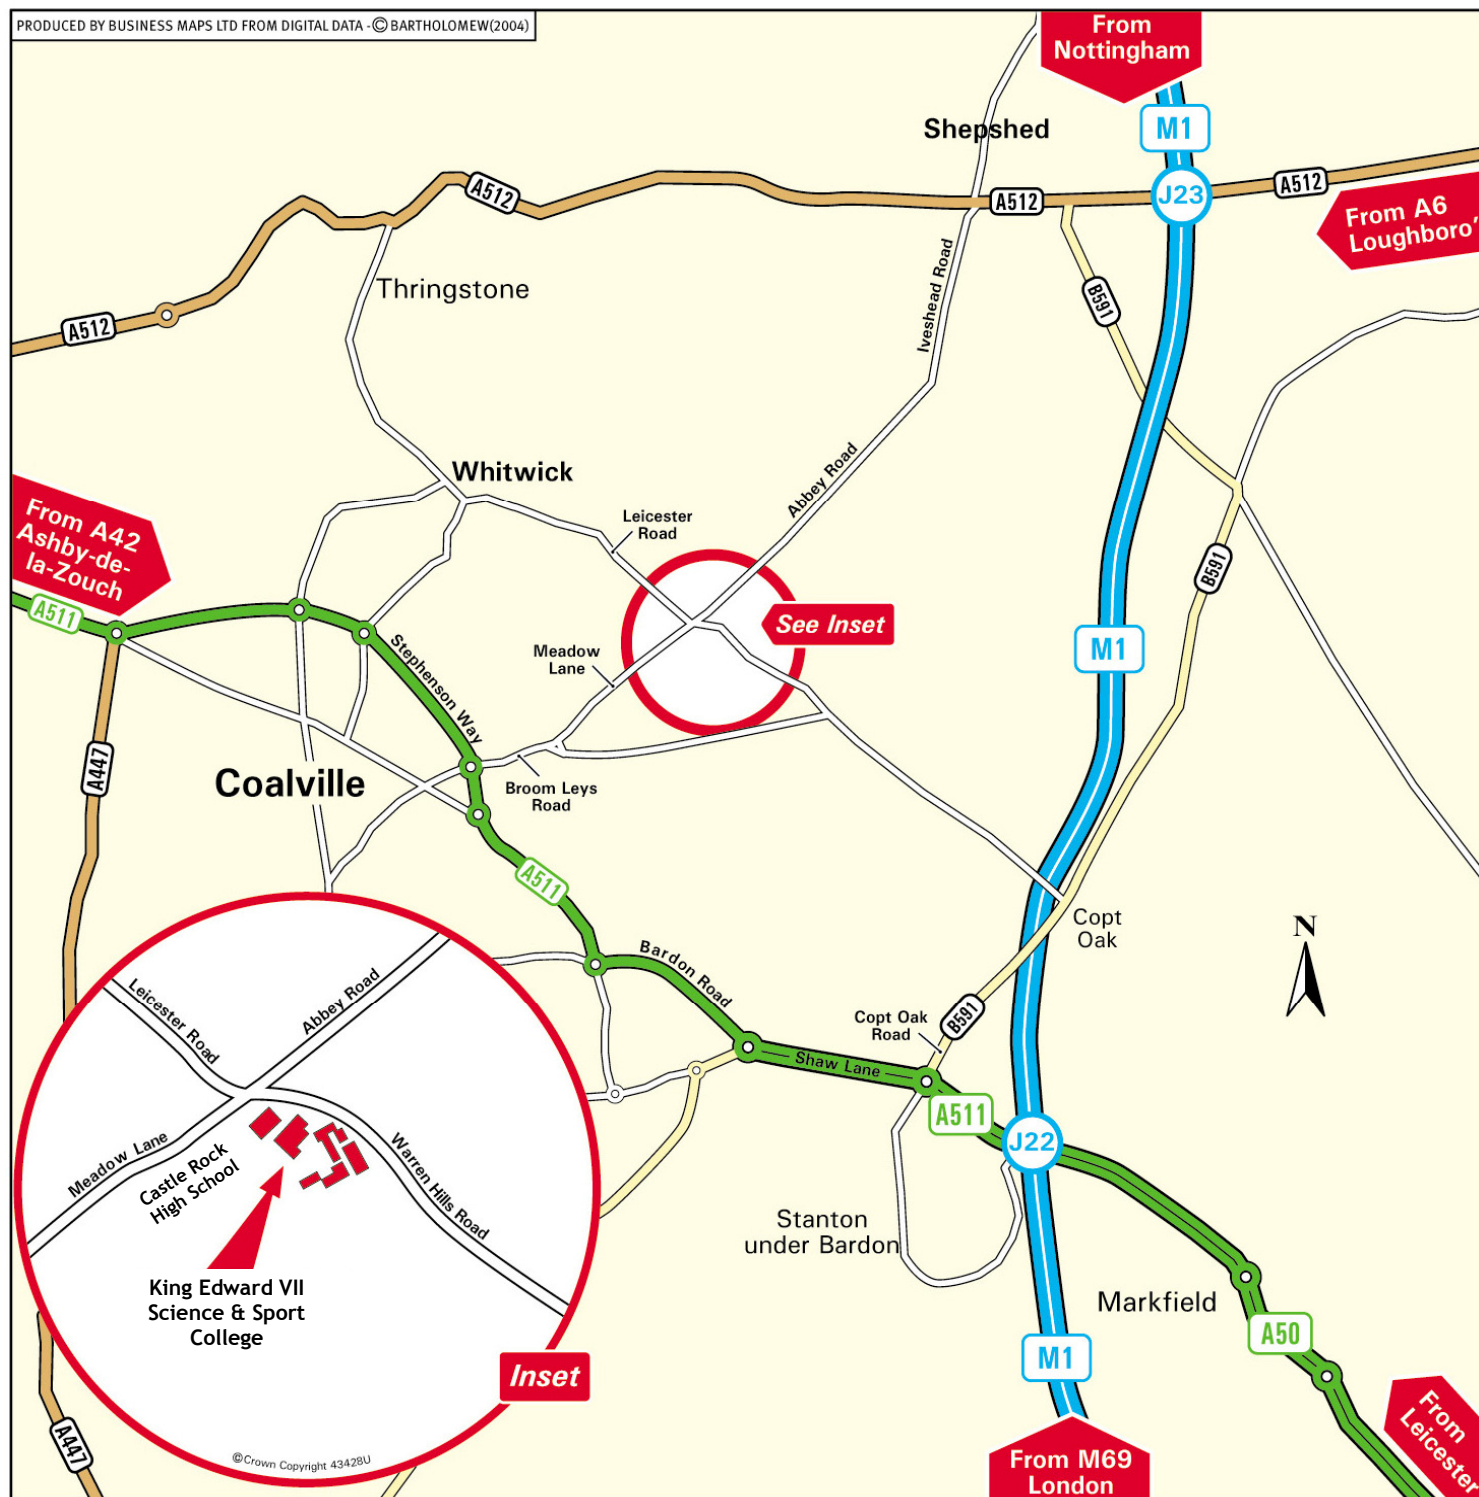 PRODUCED BY BUSINESS MAPS LTD FROM DIGITAL DATA - © BARTHOLOMEW(2004)
From
Nottingham
M1
Shepshed
A512
A512
A512
J23
From A6
Loughboro'
A512
Thringstone
Iveshead Road
B591
Whitwick
Abbey Road
Leicester
Road
From A42
Ashby-de-
la-Zouch
A511
B591
See Inset
Stephenson Way
Meadow
Lane
M1
A447
Coalville
Broom Leys
Road
A511
Copt
Oak
N
Bardon Road
Copt Oak
Road
B591
Shaw Lane
A511
J22
Leicester Road
Abbey Road
Meadow Lane
Castle Rock
High School
Warren Hills Road
King Edward VII
Science & Sport
College
Inset
©Crown Copyright 43428U
Stanton
under Bardon
Markfield
A50
M1
A447
From M69
London
From
Leicester